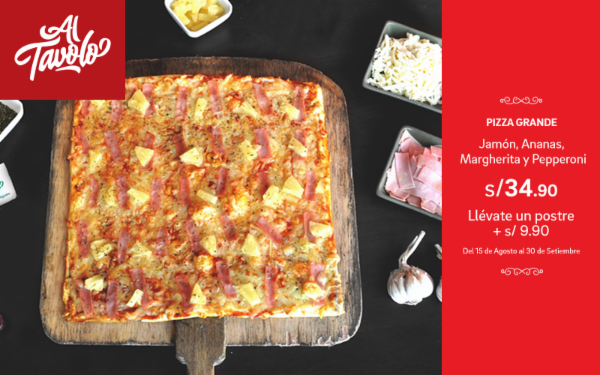 Al
Tavolo
PIZZA GRANDE
Jamón, Ananas,
Margherita y Pepperoni
S/34.90
Llévate un postre
+ s/ 9.90
Del 15 de Agosto al 30 de Setiembre